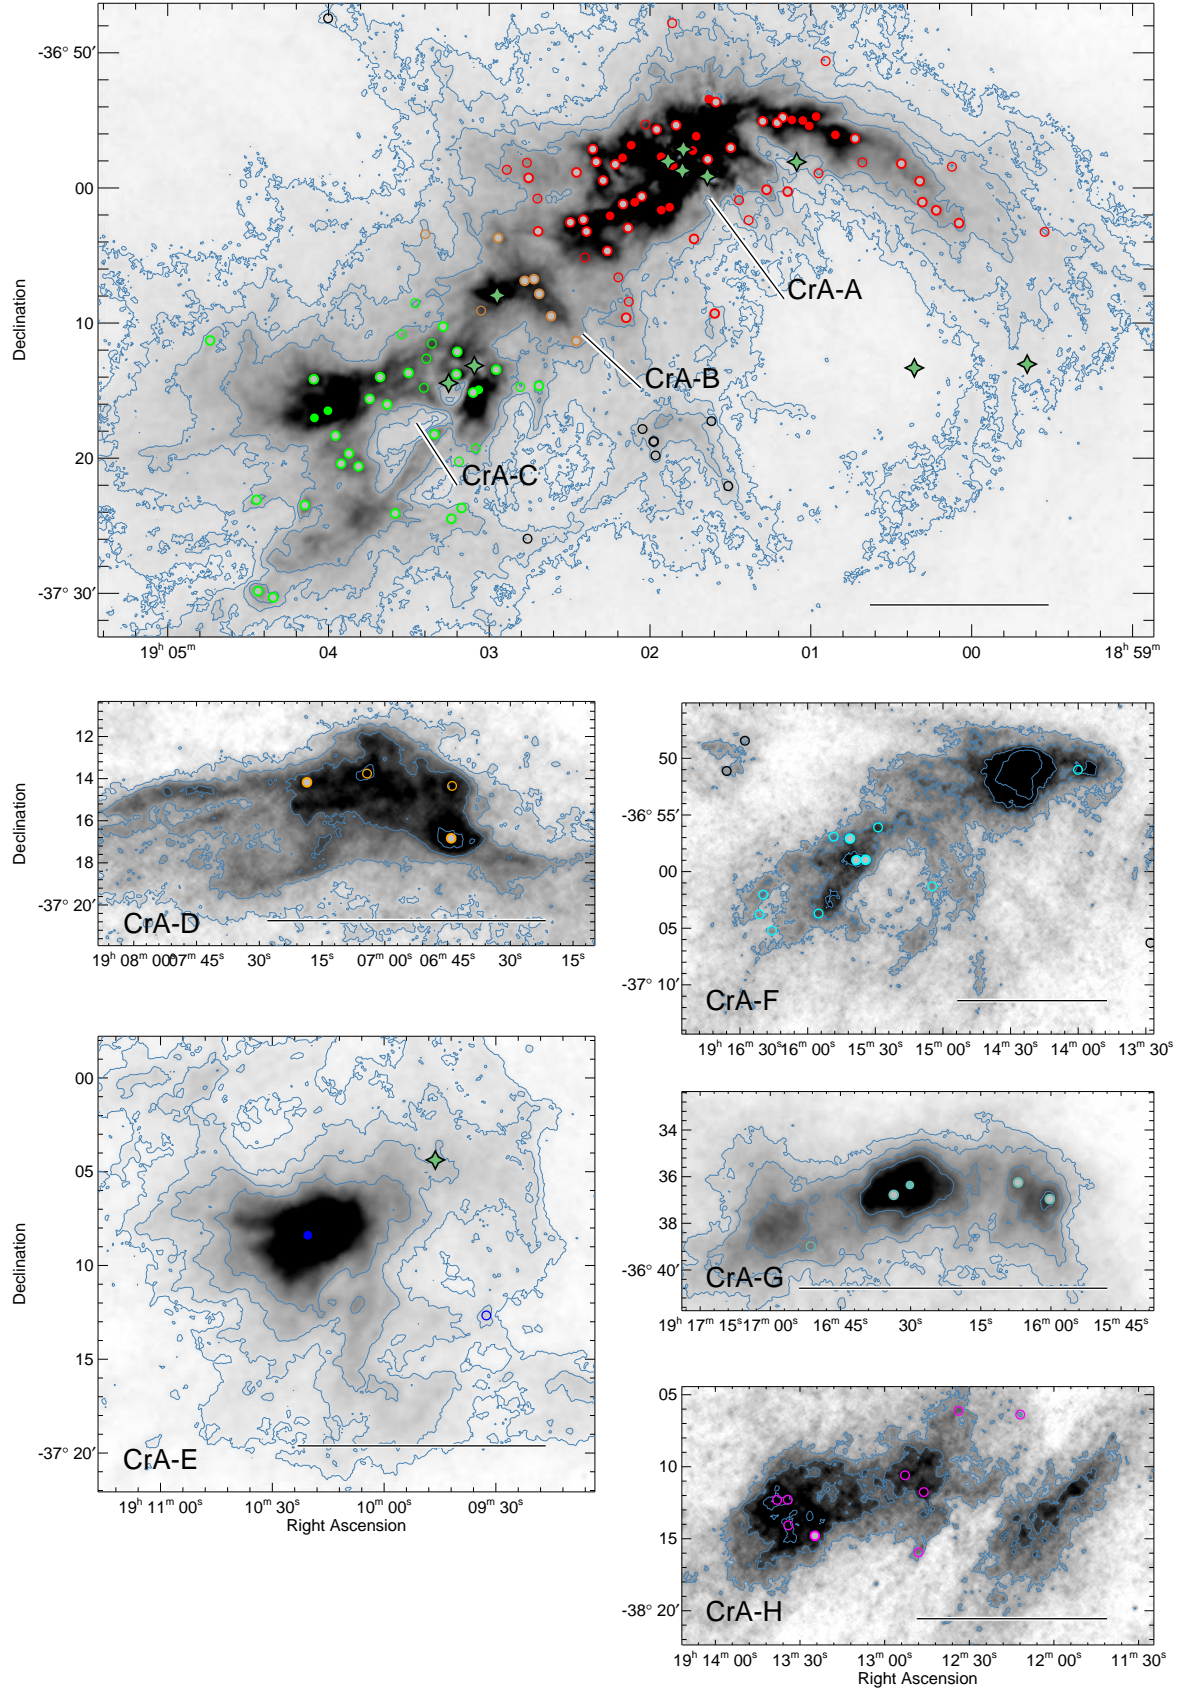 -36° 50′
00
10
20
-37° 30′
Declination
CrA-A
CrA-B
CrA-C
19ʰ 05ᵐ 04 03 02 01 00 18ʰ 59ᵐ
12
14
16
18
-37° 20′
Declination
CrA-D
19ʰ 08ᵐ 00ˢ 07ᵐ 45ˢ 30ˢ 15ˢ 07ᵐ 00ˢ 06ᵐ 45ˢ 30ˢ 15ˢ
50
-36° 55′
00
05
-37° 10′
CrA-F
19ʰ 16ᵐ 30ˢ 16ᵐ 00ˢ 15ᵐ 30ˢ 15ᵐ 00ˢ 14ᵐ 30ˢ 14ᵐ 00ˢ 13ᵐ 30ˢ
00
05
10
15
-37° 20′
Declination
CrA-E
19ʰ 11ᵐ 00ˢ 10ᵐ 30ˢ 10ᵐ 00ˢ 09ᵐ 30ˢ
Right Ascension
34
36
38
-36° 40′
CrA-G
19ʰ 17ᵐ 15ˢ 17ᵐ 00ˢ 16ᵐ 45ˢ 30ˢ 15ˢ 16ᵐ 00ˢ 15ᵐ 45ˢ
05
10
15
-38° 20′
CrA-H
19ʰ 14ᵐ 00ˢ 13ᵐ 30ˢ 13ᵐ 00ˢ 12ᵐ 30ˢ 12ᵐ 00ˢ 11ᵐ 30ˢ
Right Ascension